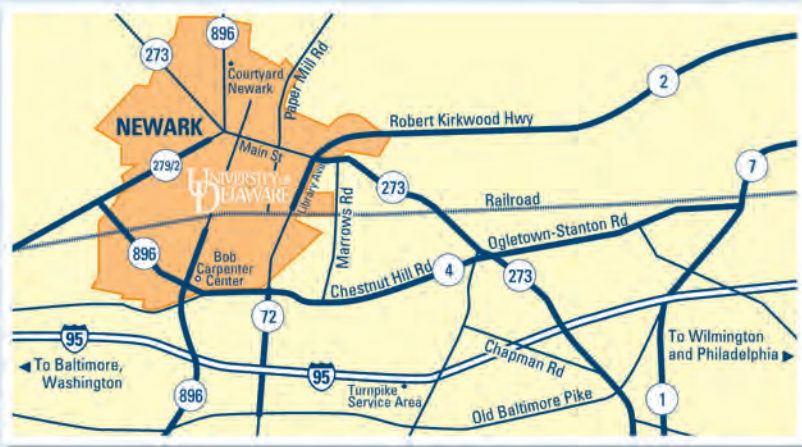 896
273
Courtyard
Newark
Paper Mill Rd
2
NEWARK
Robert Kirkwood Hwy
Main St
279/2
UNIVERSITY OF
DELAWARE
Library Ave
Marrows Rd
273
7
Railroad
Ogletown-Stanton Rd
896
Bob
Carpenter
Center
Chestnut Hill Rd
4
273
72
95
To Baltimore,
Washington
95
Chapman Rd
To Wilmington
and Philadelphia
896
Turnpike
Service Area
Old Baltimore Pike
1